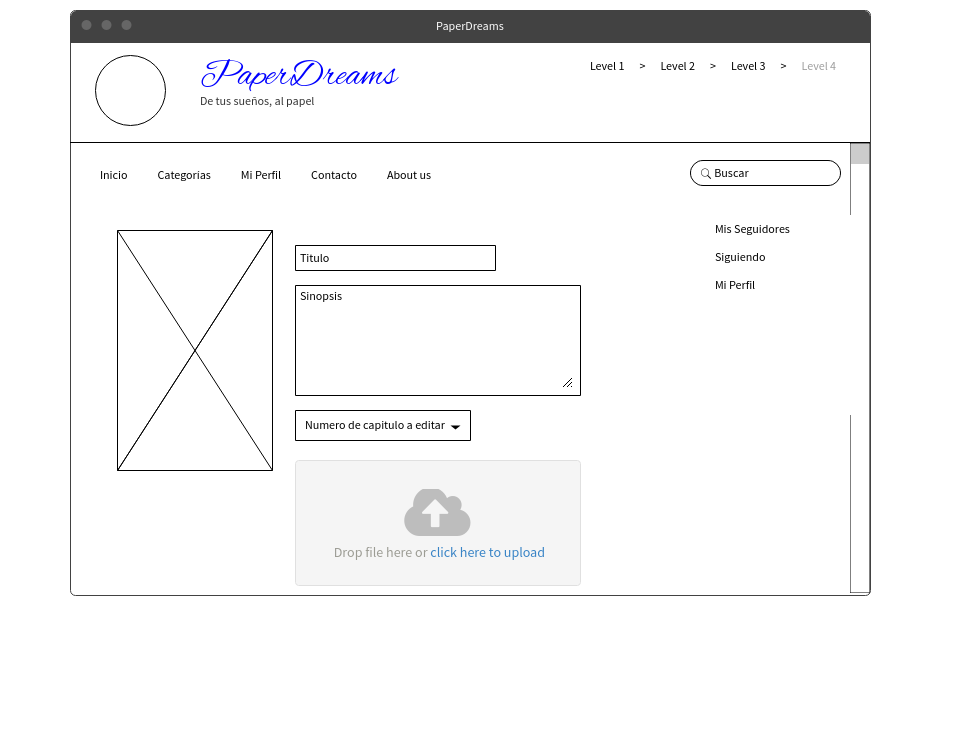 PaperDreams
PaperDreams
De tus sueños, al papel
Level 1 > Level 2 > Level 3 > Level 4
Inicio Categorias Mi Perfil Contacto About us
Buscar
Mis Seguidores
Siguiendo
Mi Perfil
Titulo
Sinopsis
Numero de capitulo a editar
Drop file here or click here to upload